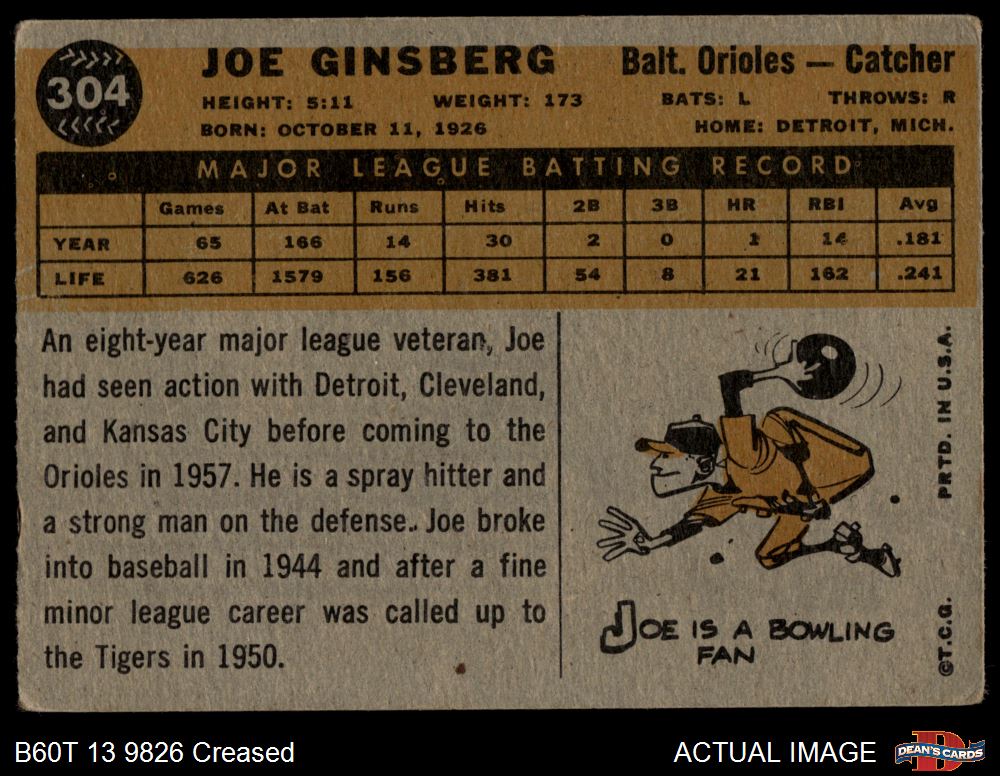 304
JOE GINSBERG
Balt. Orioles — Catcher
HEIGHT: 5:11 WEIGHT: 173 BATS: L THROWS: R
BORN: OCTOBER 11, 1926 HOME: DETROIT, MICH.
MAJOR LEAGUE BATTING RECORD
Games At Bat Runs Hits 2B 3B HR RBI Avg
YEAR 65 166 14 30 2 0 1 14 .181
LIFE 626 1579 156 381 54 8 21 162 .241
An eight-year major league veteran, Joe
had seen action with Detroit, Cleveland,
and Kansas City before coming to the
Orioles in 1957. He is a spray hitter and
a strong man on the defense. Joe broke
into baseball in 1944 and after a fine
minor league career was called up to
the Tigers in 1950.
JOE IS A BOWLING
FAN
PRTD. IN U.S.A.
©T.C.G.
B60T 13 9826 Creased
ACTUAL IMAGE
D
DEAN'S CARDS